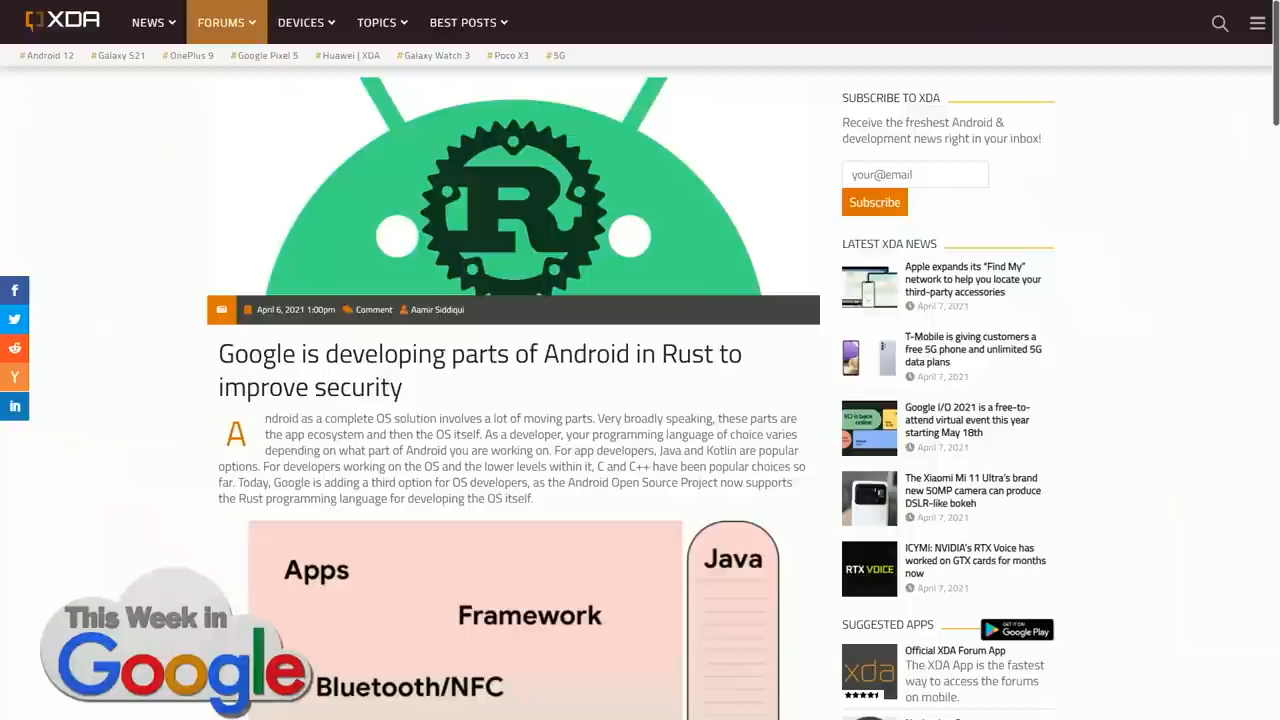 XDA
NEWS
FORUMS
DEVICES
TOPICS
BEST POSTS
#Android 12
#Galaxy S21
#OnePlus 9
#Google Pixel 5
#Huawei | XDA
#Galaxy Watch 3
#Poco X3
#5G
R
April 6, 2021 1:00pm
Comment
Aamir Siddiqui
Google is developing parts of Android in Rust to
improve security
Android as a complete OS solution involves a lot of moving parts. Very broadly speaking, these parts are
the app ecosystem and then the OS itself. As a developer, your programming language of choice varies
depending on what part of Android you are working on. For app developers, Java and Kotlin are popular
options. For developers working on the OS and the lower levels within it, C and C++ have been popular choices so
far. Today, Google is adding a third option for OS developers, as the Android Open Source Project now supports
the Rust programming language for developing the OS itself.
Apps
Framework
Bluetooth/NFC
Java
This Week in
Google
f
Y
in
SUBSCRIBE TO XDA
Receive the freshest Android &
development news right in your inbox!
your@email
Subscribe
LATEST XDA NEWS
Apple expands its “Find My”
network to help you locate your
third-party accessories
April 7, 2021
T-Mobile is giving customers a
free 5G phone and unlimited 5G
data plans
April 7, 2021
Google I/O 2021 is a free-to-
attend virtual event this year
starting May 18th
April 7, 2021
The Xiaomi Mi 11 Ultra's brand
new 50MP camera can produce
DSLR-like bokeh
April 7, 2021
RTX VOICE
ICYMI: NVIDIA's RTX Voice has
worked on GTX cards for months
now
April 7, 2021
SUGGESTED APPS
GET IT ON
Google Play
xda
Official XDA Forum App
The XDA App is the fastest
way to access the forums
on mobile.